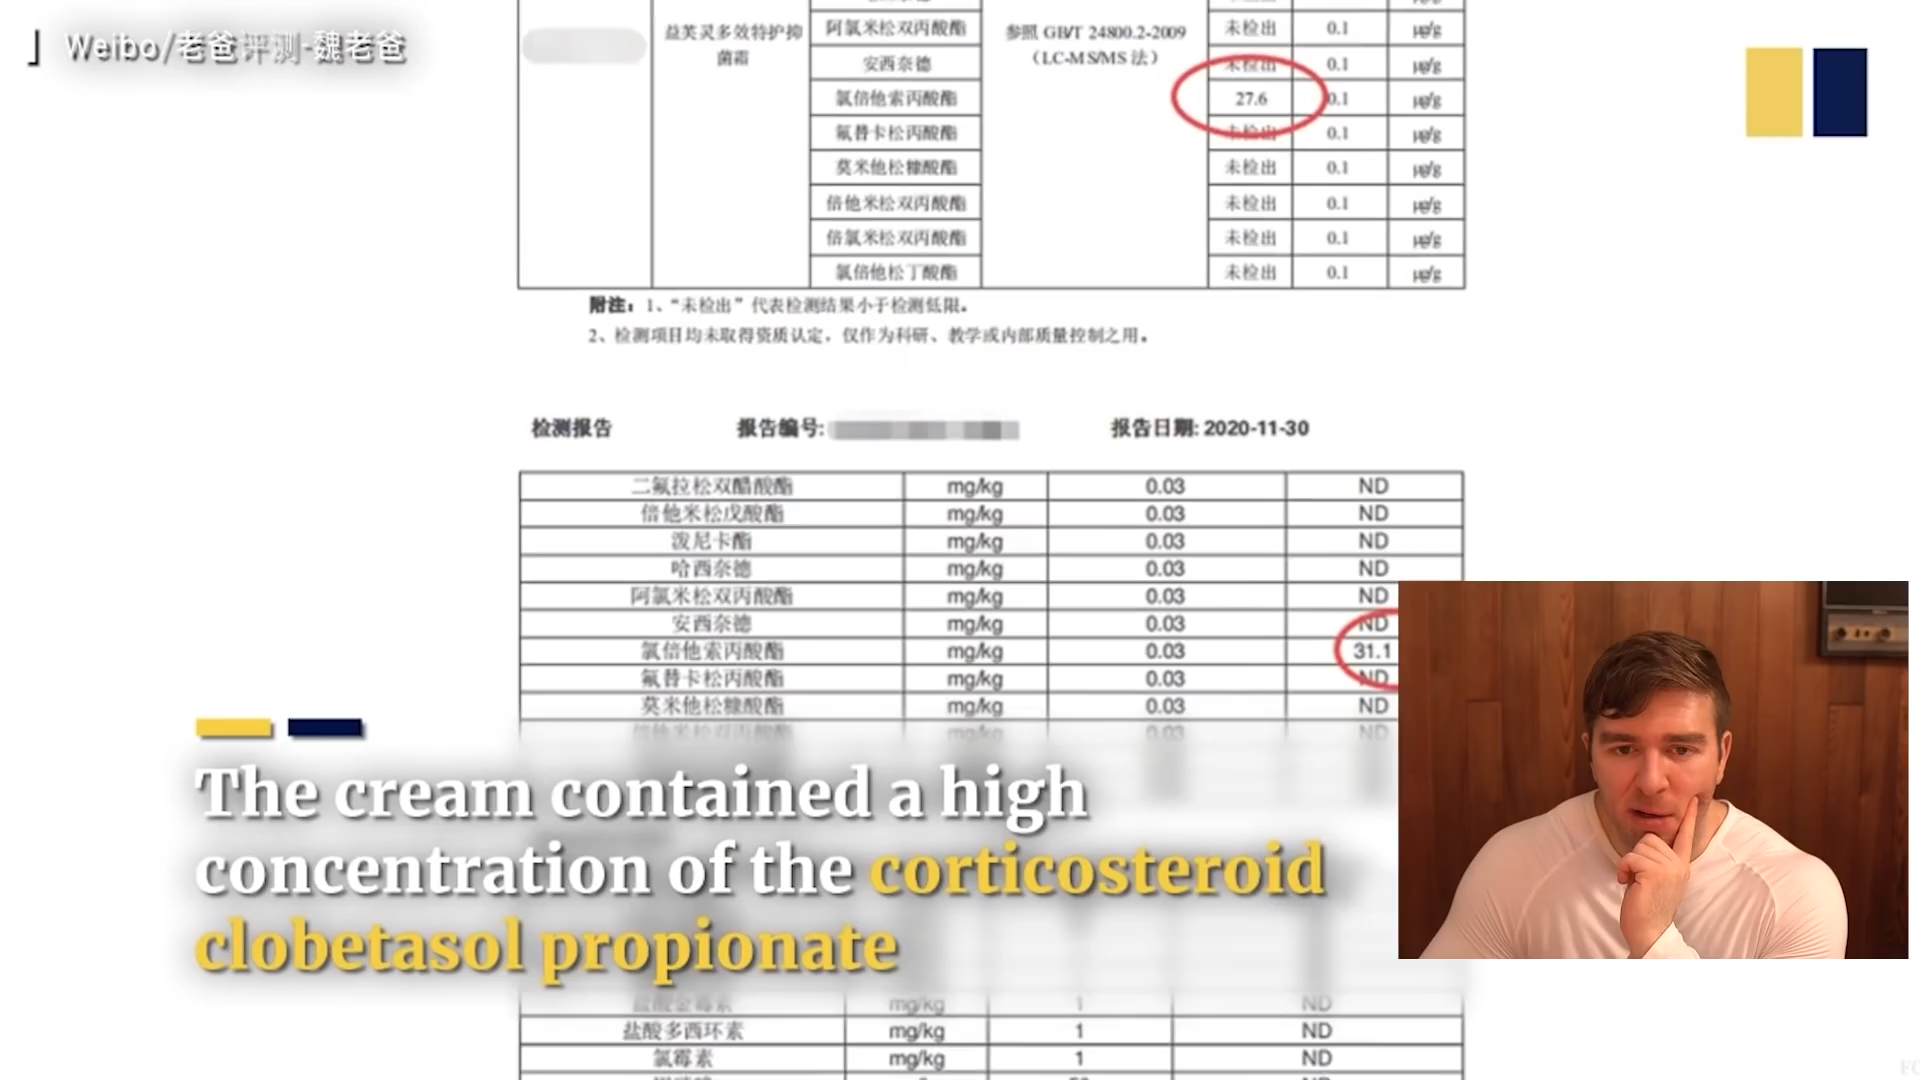 Weibo/老爸评测-魏老爸
益芙灵多效特护抑
菌霜
参照 GB/T 24800.2-2009
（LC-MS/MS 法）
阿氯米松双丙酸酯 未检出 0.1 μg/g
安西奈德 未检出 0.1 μg/g
氯倍他索丙酸酯 27.6 0.1 μg/g
氟替卡松丙酸酯 未检出 0.1 μg/g
莫米他松糠酸酯 未检出 0.1 μg/g
倍他米松双丙酸酯 未检出 0.1 μg/g
倍氯米松双丙酸酯 未检出 0.1 μg/g
氯倍他松丁酸酯 未检出 0.1 μg/g
附注：1、“未检出”代表检测结果小于检测低限。
2、检测项目均未取得资质认定，仅作为科研、教学或内部质量控制之用。
检测报告 报告编号: 报告日期: 2020-11-30
二氟拉松双醋酸酯 mg/kg 0.03 ND
倍他米松戊酸酯 mg/kg 0.03 ND
泼尼卡酯 mg/kg 0.03 ND
哈西奈德 mg/kg 0.03 ND
阿氯米松双丙酸酯 mg/kg 0.03 ND
安西奈德 mg/kg 0.03 ND
氯倍他索丙酸酯 mg/kg 0.03 31.1
氟替卡松丙酸酯 mg/kg 0.03 ND
莫米他松糠酸酯 mg/kg 0.03 ND
The cream contained a high
concentration of the corticosteroid
clobetasol propionate
盐酸金霉素 mg/kg 1 ND
盐酸多西环素 mg/kg 1 ND
氯霉素 mg/kg 1 ND